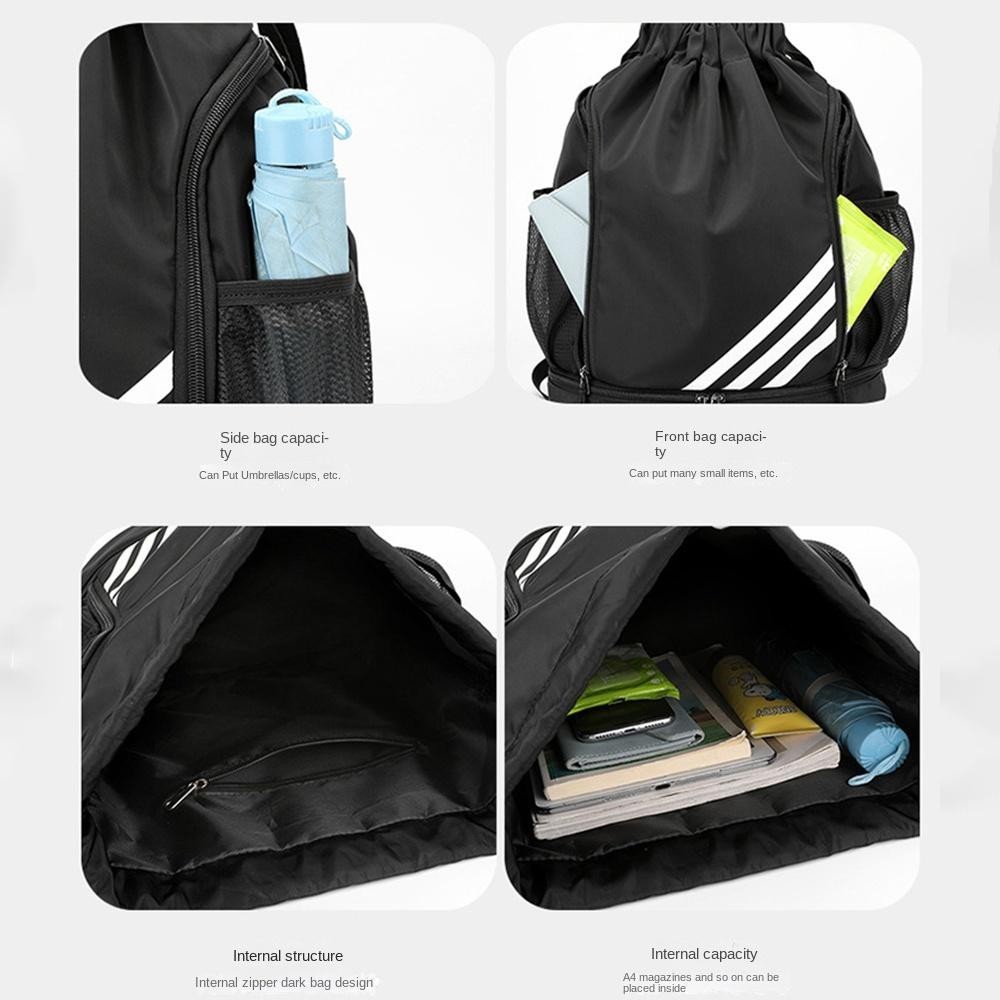 Side bag capaci-
ty
Can Put Umbrellas/cups, etc.
Front bag capaci-
ty
Can put many small items, etc.
Internal structure
Internal zipper dark bag design
Internal capacity
A4 magazines and so on can be
placed inside